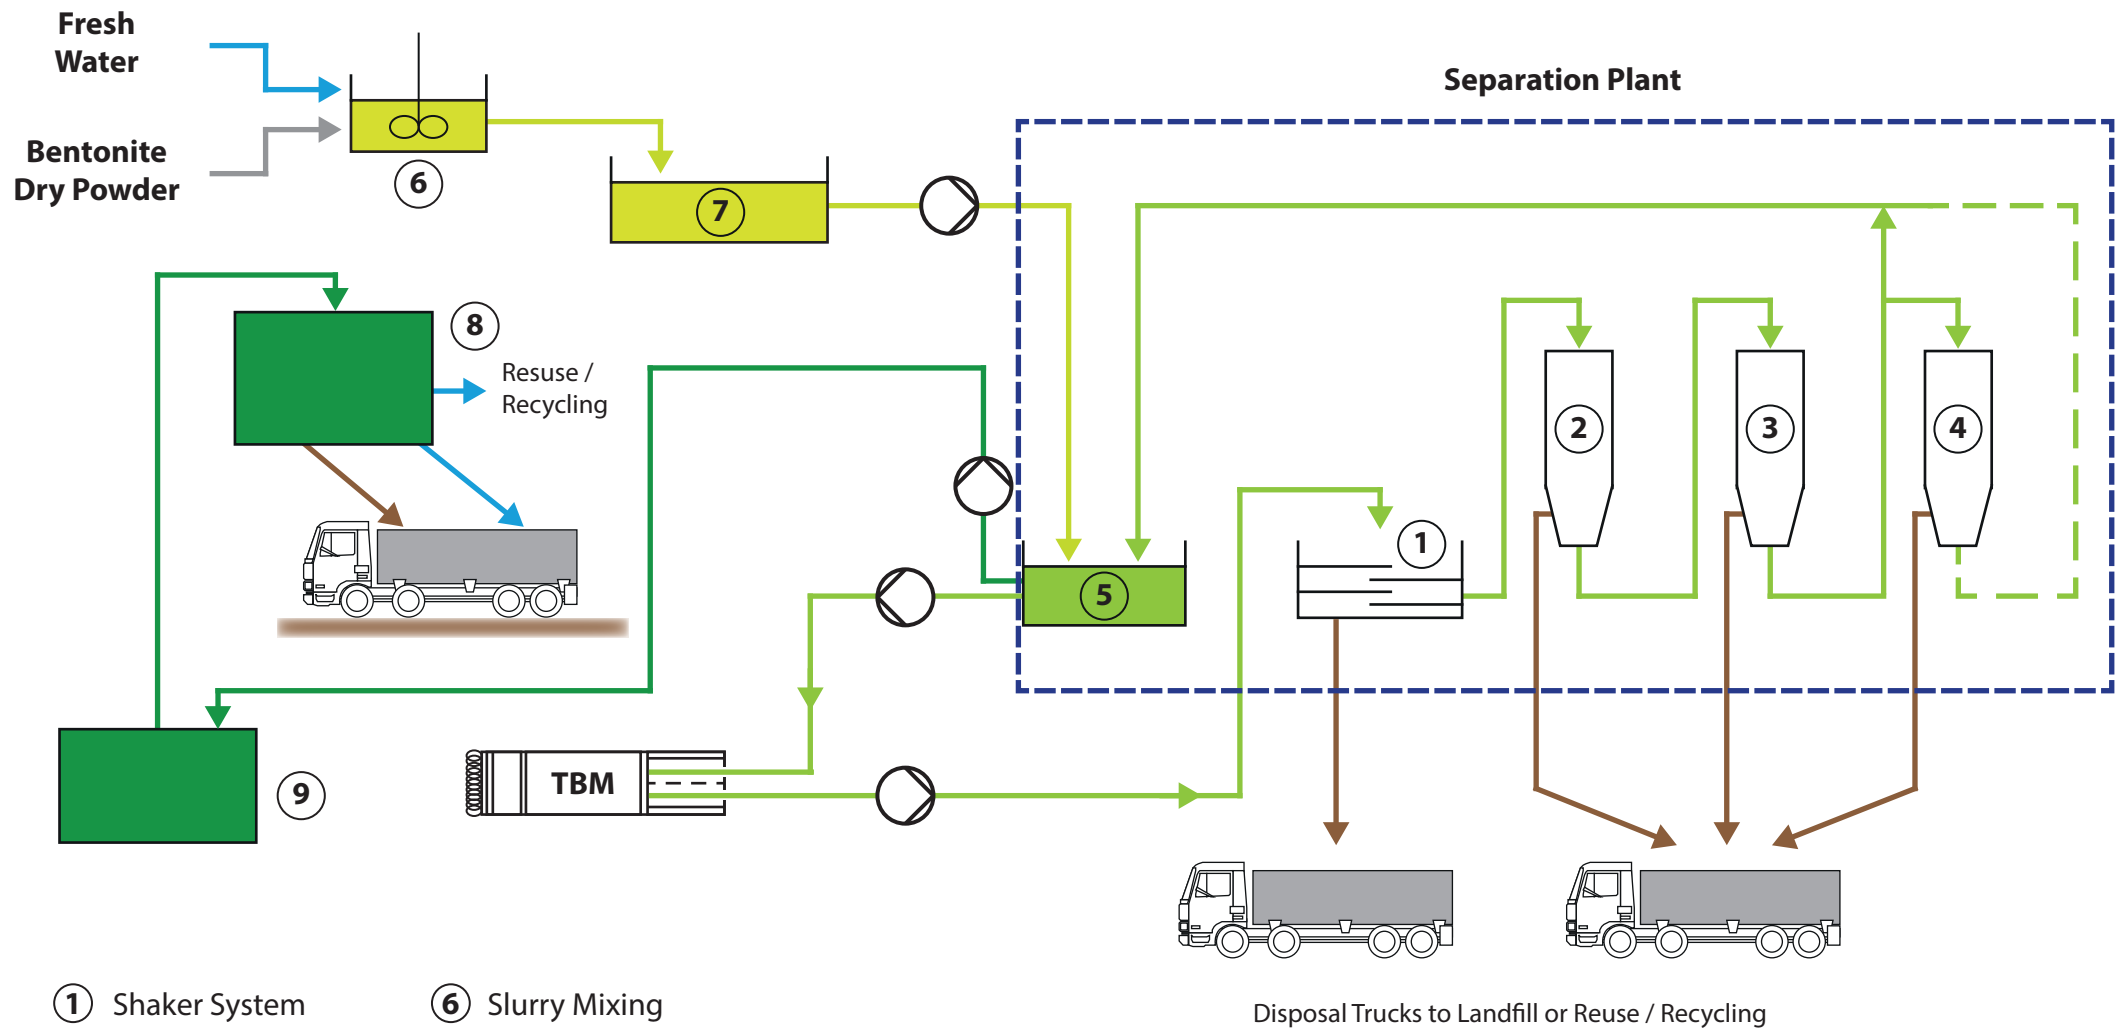 Fresh
Water
Bentonite
Dry Powder
6
7
Separation Plant
8
Resuse /
Recycling
2
3
4
1
5
9
TBM
1 Shaker System
6 Slurry Mixing
Disposal Trucks to Landfill or Reuse / Recycling